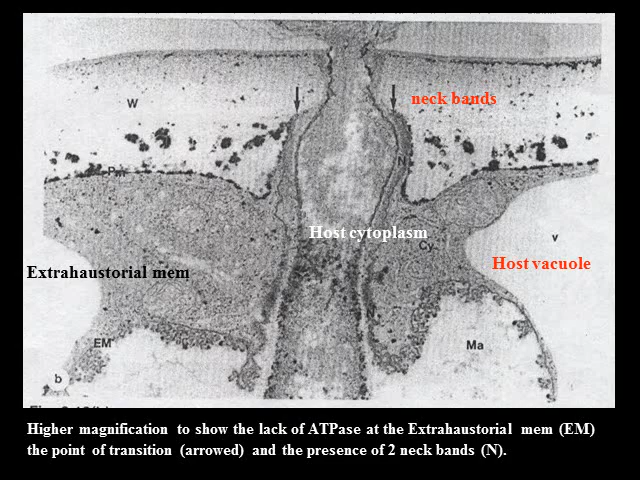 W
neck bands
N
Host cytoplasm
Cy
v
Host vacuole
Extrahaustorial mem
N
EM
Ma
b
Higher magnification to show the lack of ATPase at the Extrahaustorial mem (EM)
the point of transition (arrowed) and the presence of 2 neck bands (N).